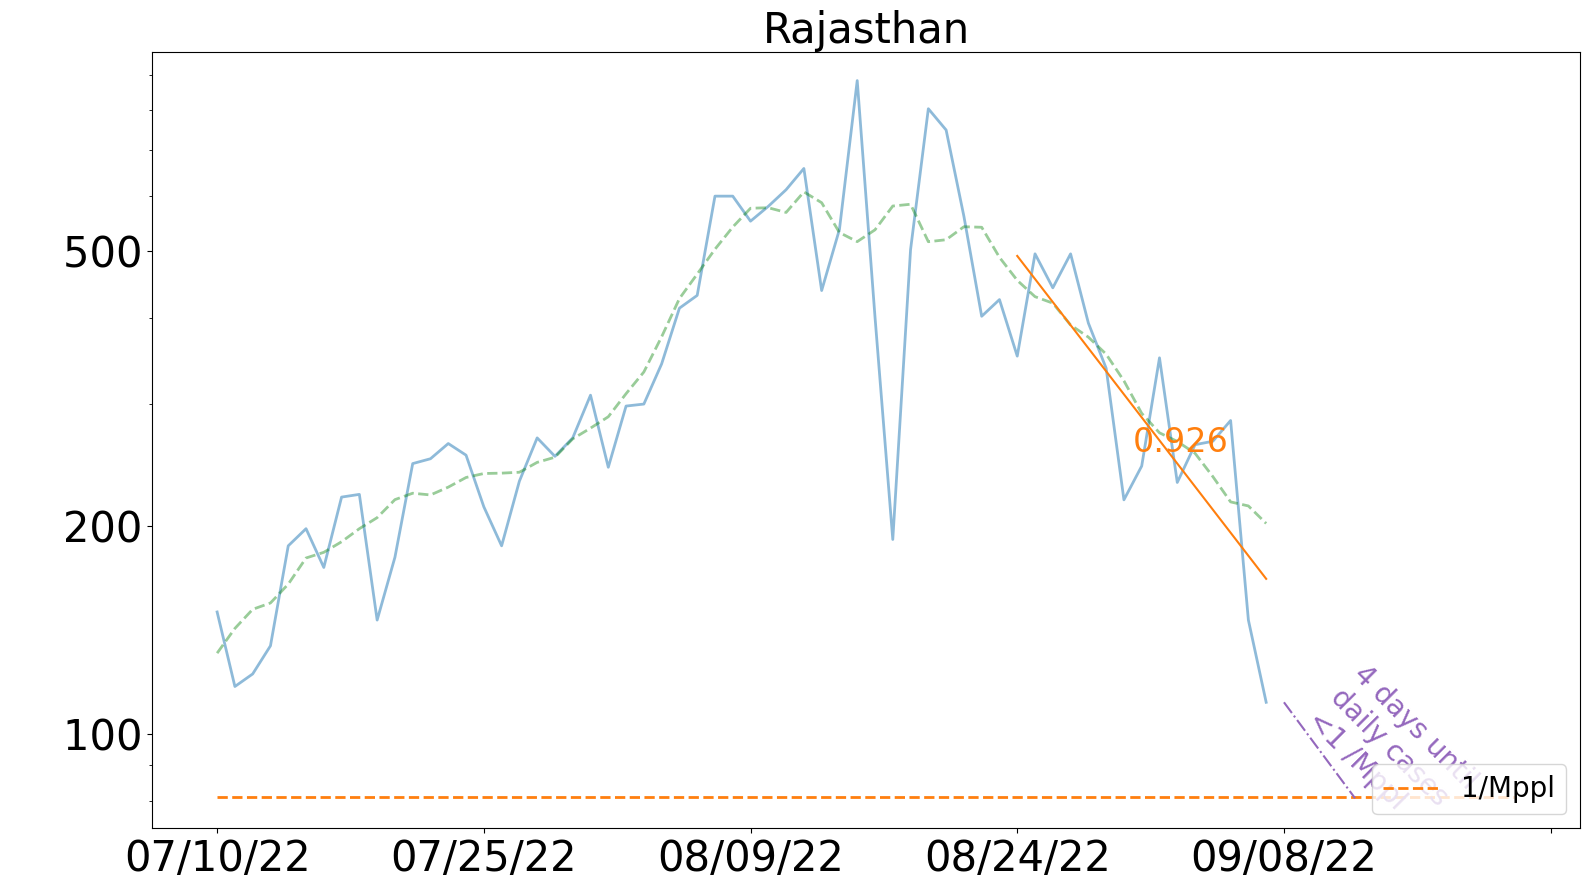 Rajasthan
500
200
100
0.926
4 days until
daily cases
<1 /Mppl
1/Mppl
07/10/22
07/25/22
08/09/22
08/24/22
09/08/22